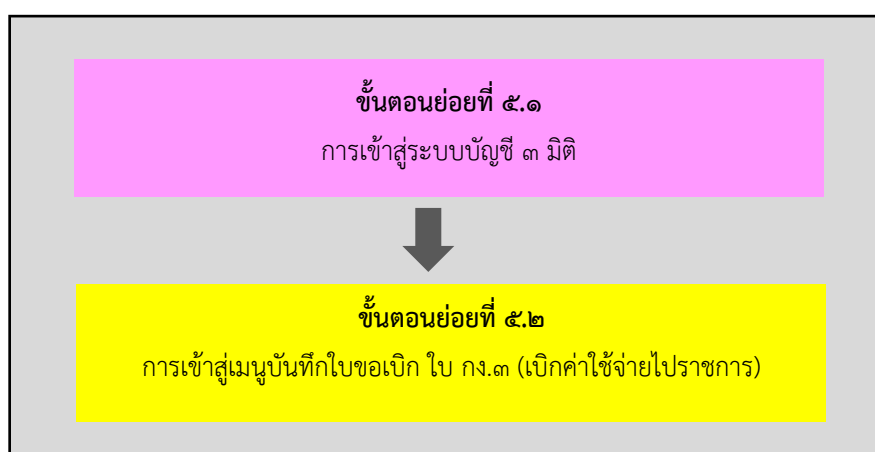 ขั้นตอนย่อยที่ ๕.๑
การเข้าสู่ระบบบัญชี ๓ มิติ
ขั้นตอนย่อยที่ ๕.๒
การเข้าสู่เมนูบันทึกใบขอเบิก ใบ กง.๓ (เบิกค่าใช้จ่ายไปราชการ)